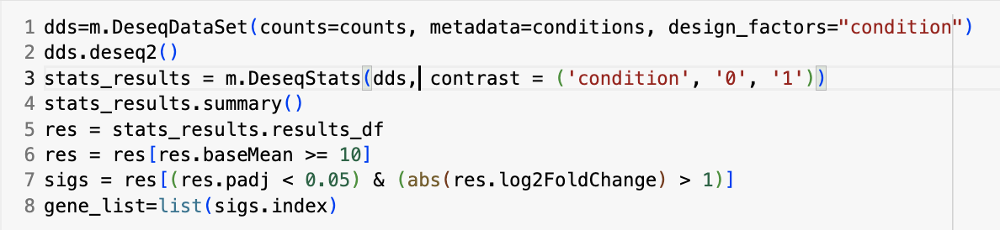 1 dds=m.DeseqDataSet(counts=counts, metadata=conditions, design_factors="condition")
2 dds.deseq2()
3 stats_results = m.DeseqStats(dds, contrast = ('condition', '0', '1'))
4 stats_results.summary()
5 res = stats_results.results_df
6 res = res[res.baseMean >= 10]
7 sigs = res[(res.padj < 0.05) & (abs(res.log2FoldChange) > 1)]
8 gene_list=list(sigs.index)